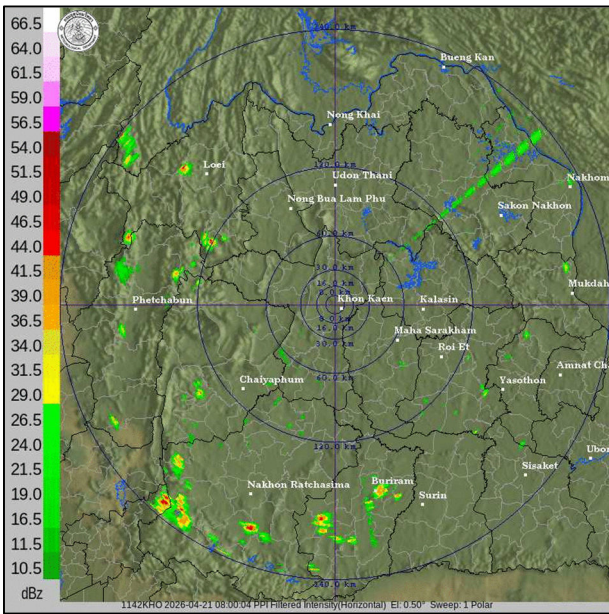 66.5
64.0
61.5
59.0
56.5
54.0
51.5
49.0
46.5
44.0
41.5
39.0
36.5
34.0
31.5
29.0
26.5
24.0
21.5
19.0
16.5
14.0
11.5
10.5
dBz
Bueng Kan
Nong Khai
Loei
Udon Thani
Nakhom
Nong Bua Lam Phu
Sakon Nakhon
Mukdah
Phetchabun
Khon Kaen
Kalasin
Maha Sarakham
Roi Et
Amnat Cha
Chaiyaphum
Yasothon
Ubon
Sisaket
Nakhon Ratchasima
Buriram
Surin
1142KHO 2026-04-21 08:00:04 PPI Filtered Intensity(Horizontal) El: 0.50° Sweep: 1 Polar